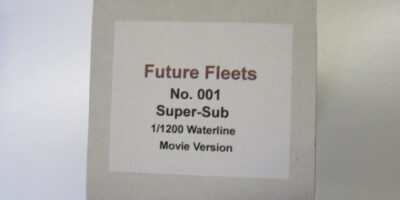 Future Fleets
No. 001
Super-Sub
1/1200 Waterline
Movie Version